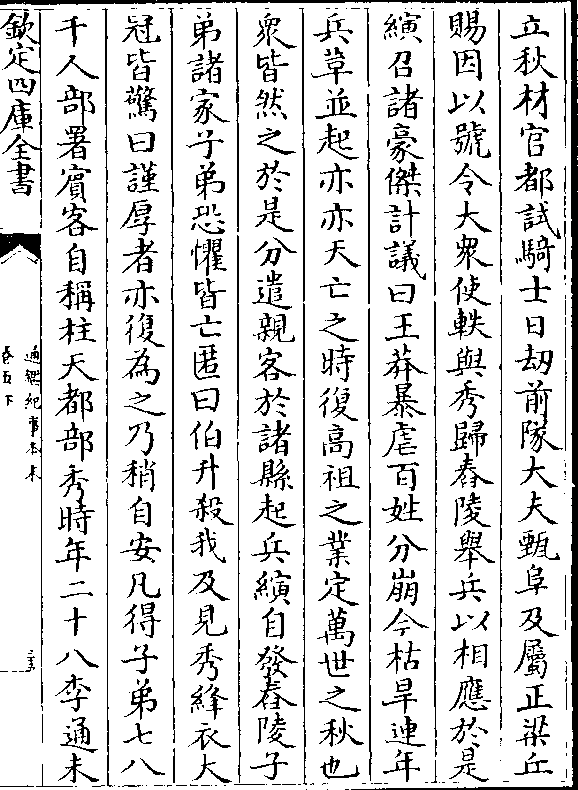 立秋材官都試騎士日刼前隊大夫甄阜及屬正梁丘
賜因以號令大衆使軼與秀歸舂陵舉兵以相應於是
縯召諸豪傑計議曰王莽暴虐百姓分崩今枯旱連年
兵革並起亦亦天亡之時復高祖之業定萬世之秋也
衆皆然之於是分遣親客於諸縣起兵縯自發舂陵子
弟諸家子弟恐懼皆亡匿曰伯升殺我及見秀絳衣大
冠皆驚曰謹厚者亦復為之乃稍自安凡得子弟七八
千人部署賓客自稱柱天都部秀時年二十八李通未
欽定四庫全書
通鑑紀事本末
卷五下